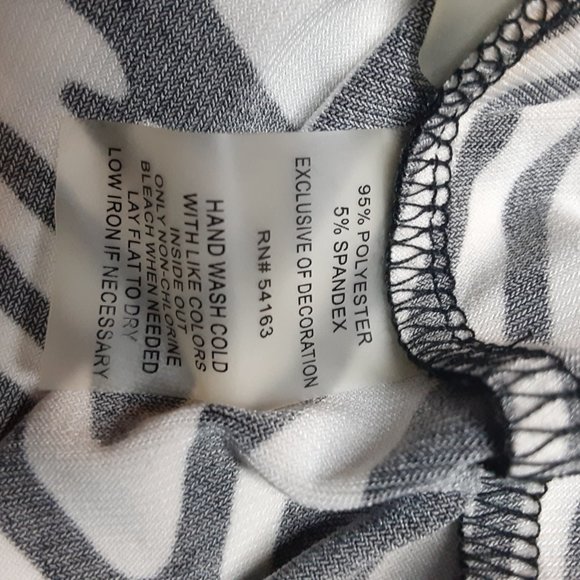 95% POLYESTER
5% SPANDEX
EXCLUSIVE OF DECORATION
RN# 54163
HAND WASH COLD
WITH LIKE COLORS
INSIDE OUT
ONLY NON-CHLORINE
BLEACH WHEN NEEDED
LAY FLAT TO DRY
LOW IRON IF NECESSARY